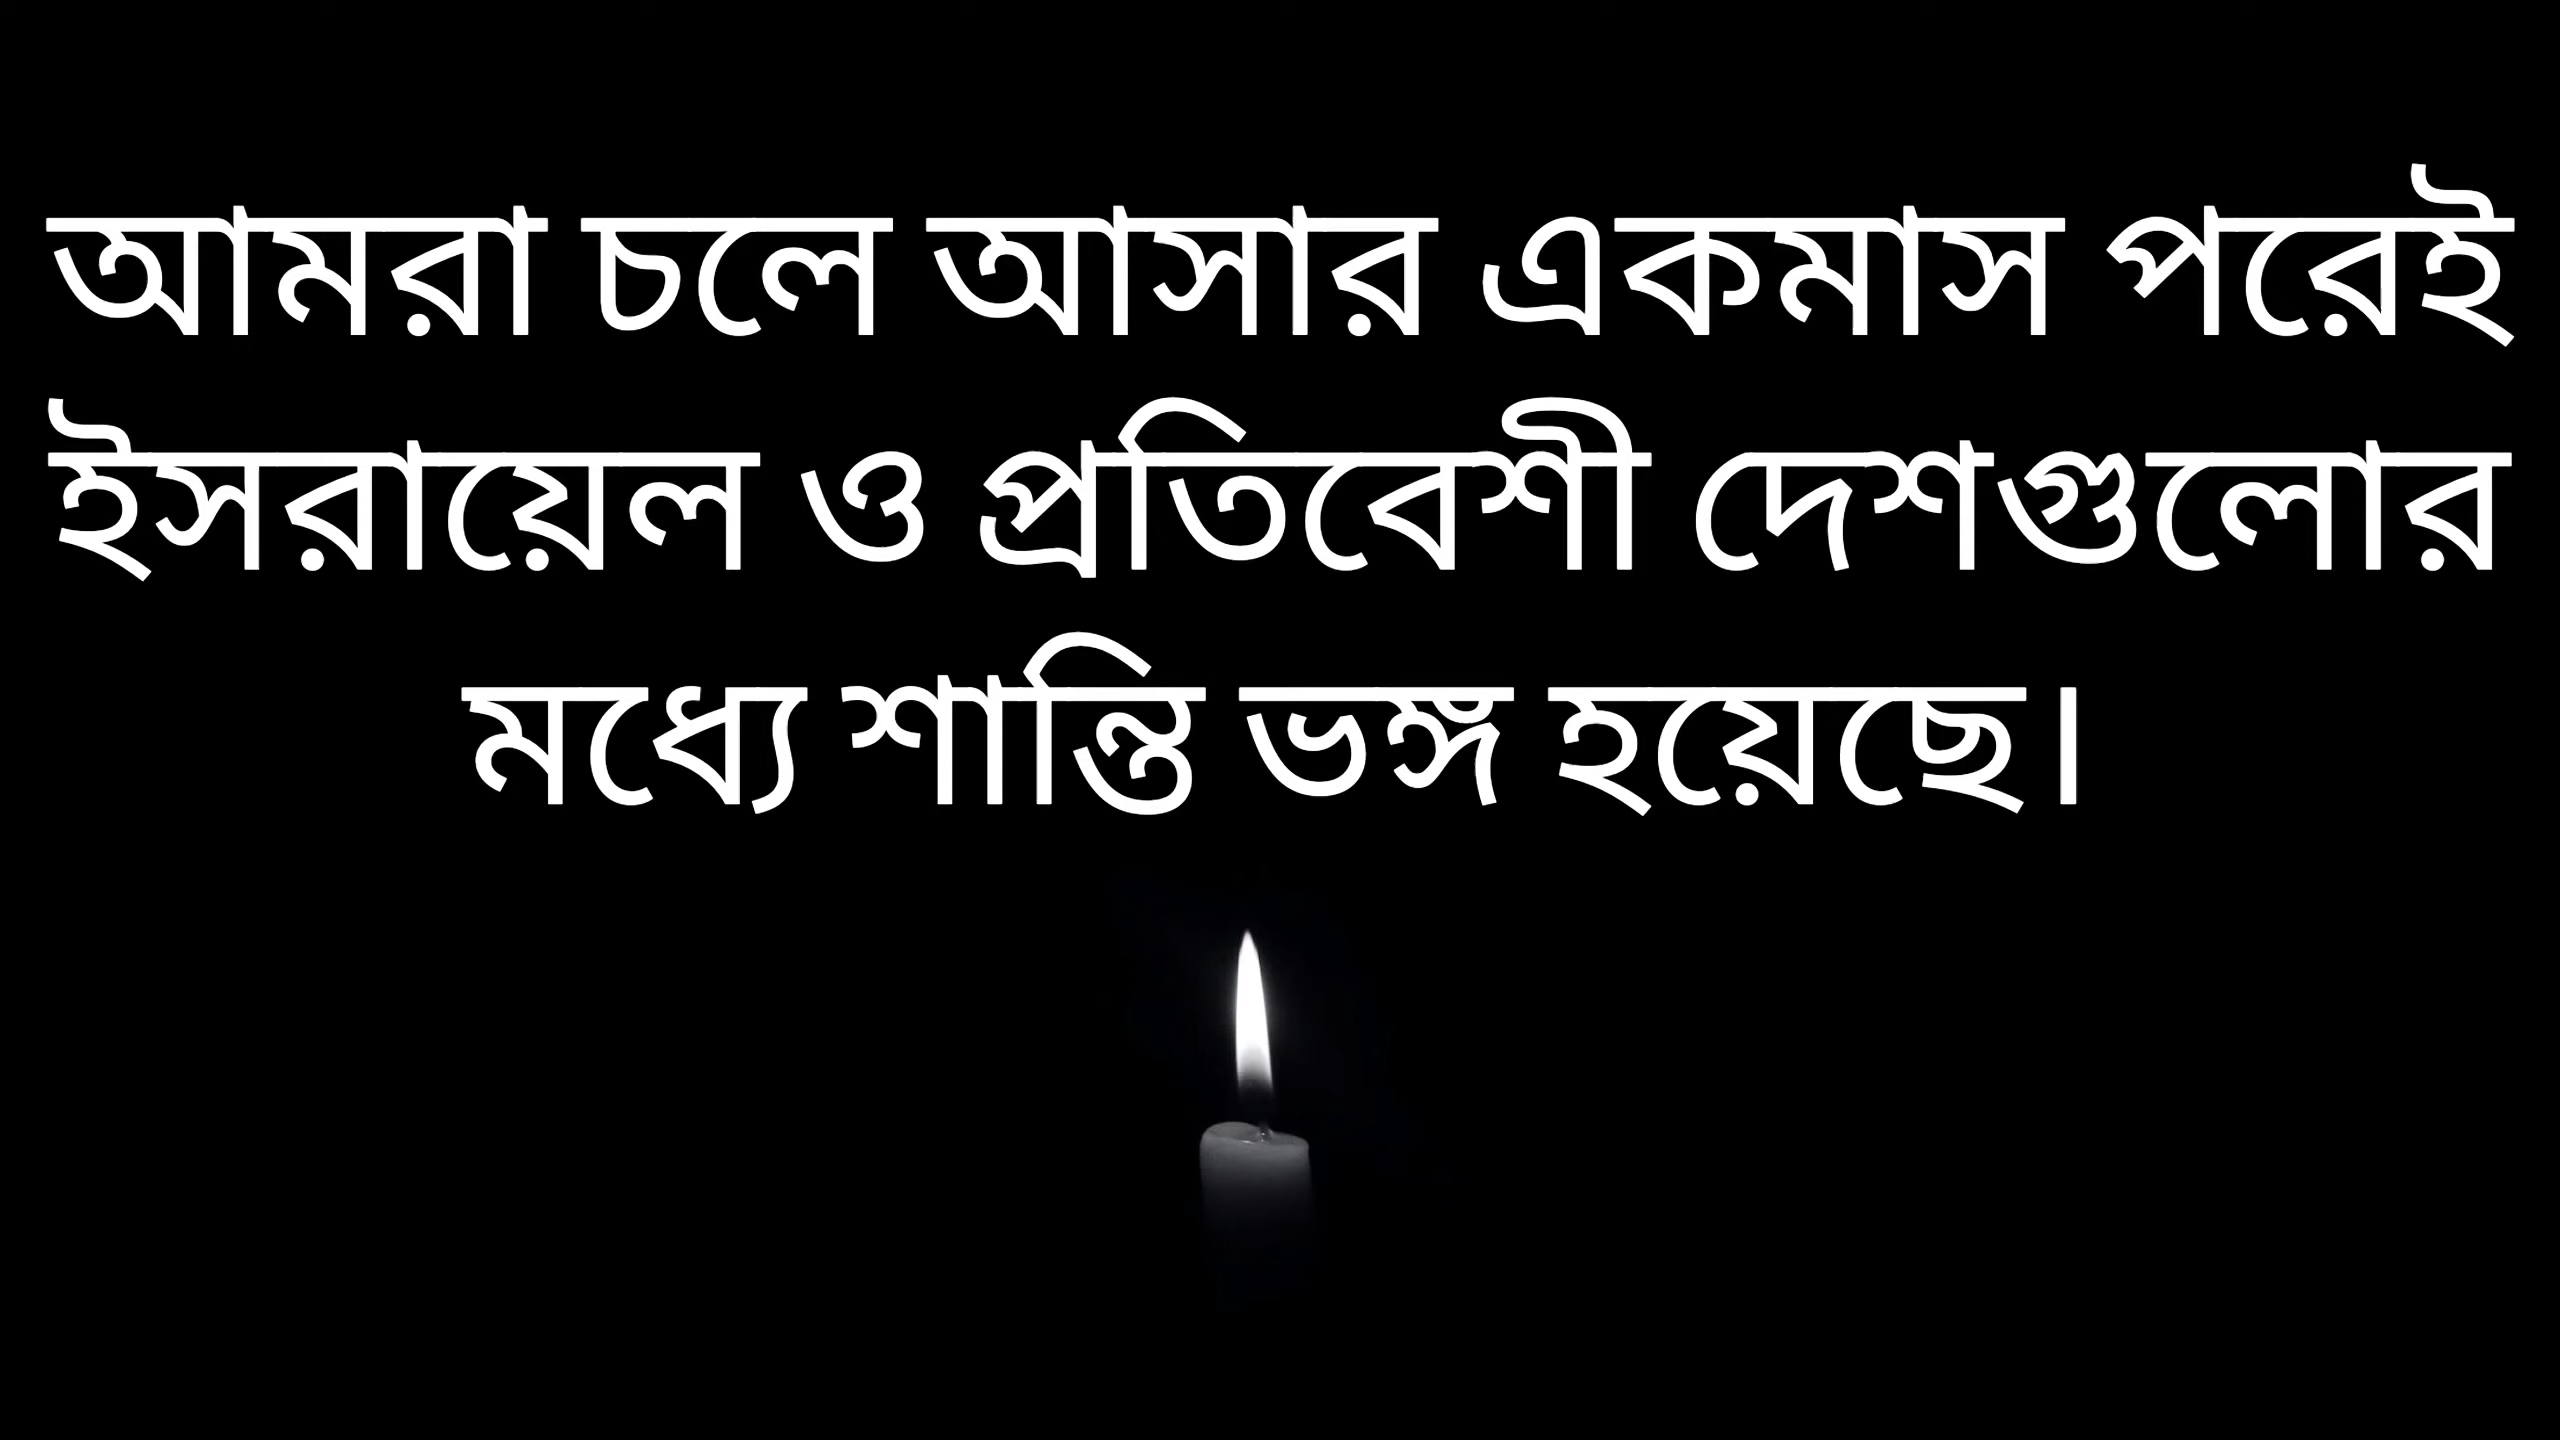 আমরা চলে আসার একমাস পরেই
ইসরায়েল ও প্রতিবেশী দেশগুলোর
মধ্যে শান্তি ভঙ্গ হয়েছে।